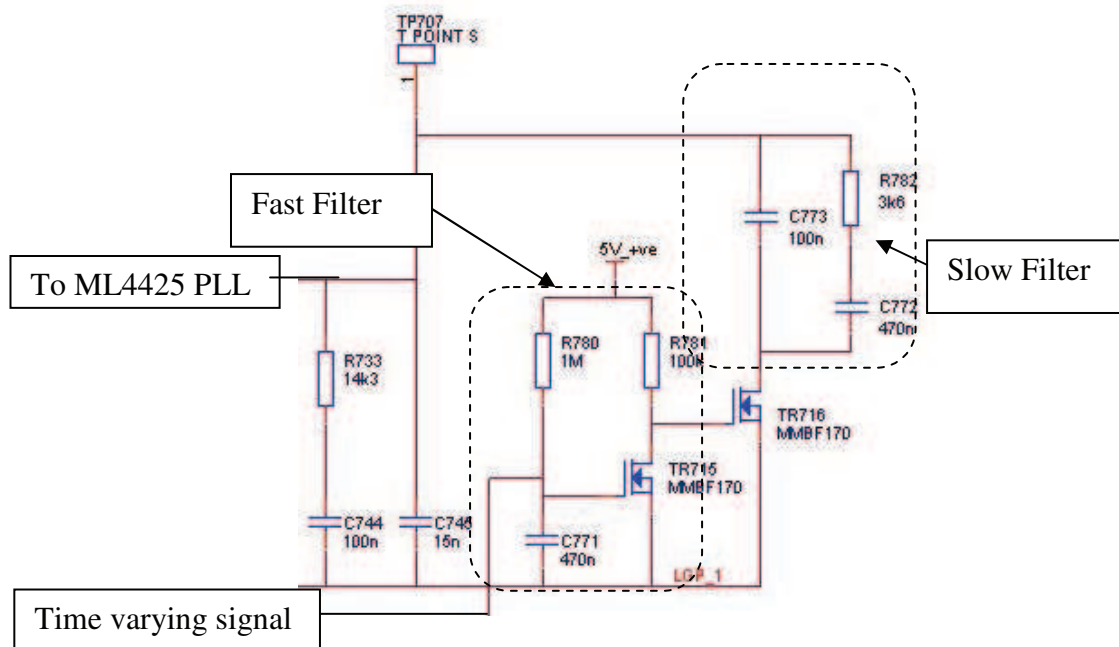 TP707
T POINT S
1
Fast Filter
R782
3k6
C773
100n
5V_+ve
Slow Filter
To ML4425 PLL
C772
470n
R780
1M
R781
100k
R733
14k3
TR716
MMBF170
TR715
MMBF170
C744
100n
C745
15n
C771
470n
Time varying signal